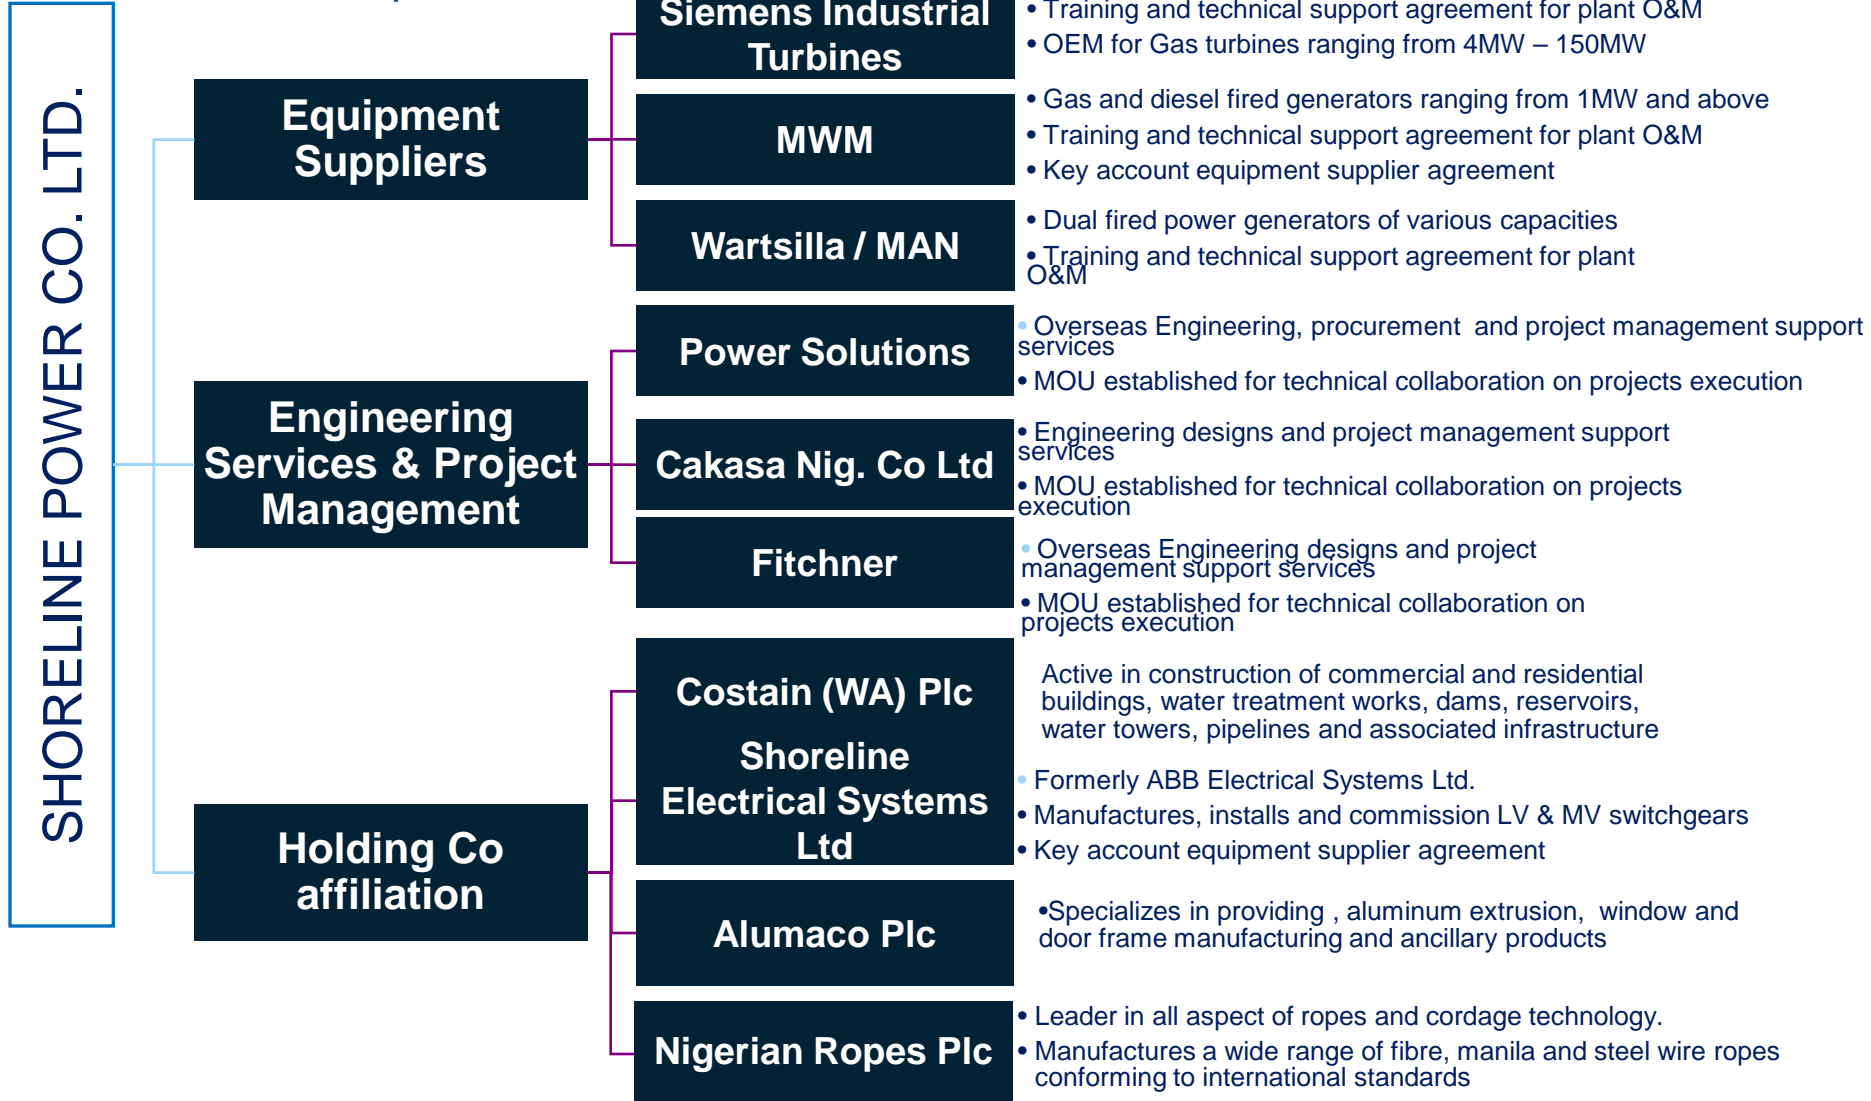 SHORELINE POWER CO. LTD.
Equipment
Suppliers
Siemens Industrial
Turbines
• Training and technical support agreement for plant O&M
• OEM for Gas turbines ranging from 4MW – 150MW
MWM
• Gas and diesel fired generators ranging from 1MW and above
• Training and technical support agreement for plant O&M
• Key account equipment supplier agreement
Wartsilla / MAN
• Dual fired power generators of various capacities
• Training and technical support agreement for plant
O&M
Engineering
Services & Project
Management
Power Solutions
• Overseas Engineering, procurement  and project management support
services
• MOU established for technical collaboration on projects execution
Cakasa Nig. Co Ltd
• Engineering designs and project management support
services
• MOU established for technical collaboration on projects
execution
Fitchner
• Overseas Engineering designs and project
management support services
• MOU established for technical collaboration on
projects execution
Holding Co
affiliation
Costain (WA) Plc
Active in construction of commercial and residential
buildings, water treatment works, dams, reservoirs,
water towers, pipelines and associated infrastructure
Shoreline
Electrical Systems
Ltd
• Formerly ABB Electrical Systems Ltd.
• Manufactures, installs and commission LV & MV switchgears
• Key account equipment supplier agreement
Alumaco Plc
•Specializes in providing , aluminum extrusion,  window and
door frame manufacturing and ancillary products
Nigerian Ropes Plc
• Leader in all aspect of ropes and cordage technology.
• Manufactures a wide range of fibre, manila and steel wire ropes
conforming to international standards